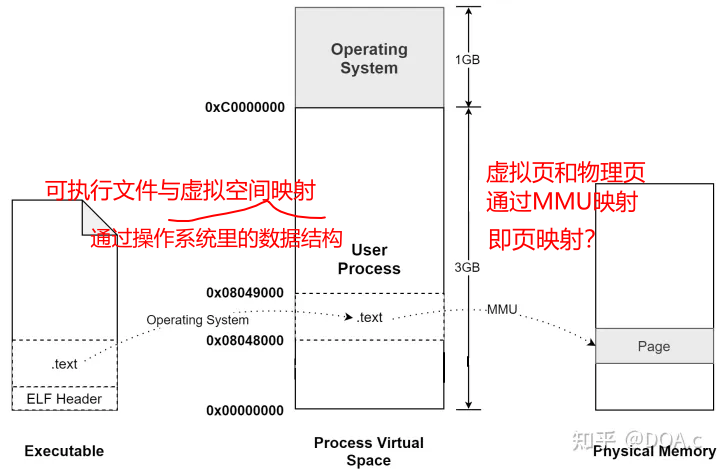 Operating
System
1GB
0xC0000000
可执行文件与虚拟空间映射
通过操作系统里的数据结构
虚拟页和物理页
通过MMU映射
即页映射？
User
Process
3GB
0x08049000
Operating System
.text
MMU
0x08048000
.text
Page
ELF Header
0x00000000
Executable
Process Virtual
Space
Physical Memory
知乎 @DOA.c